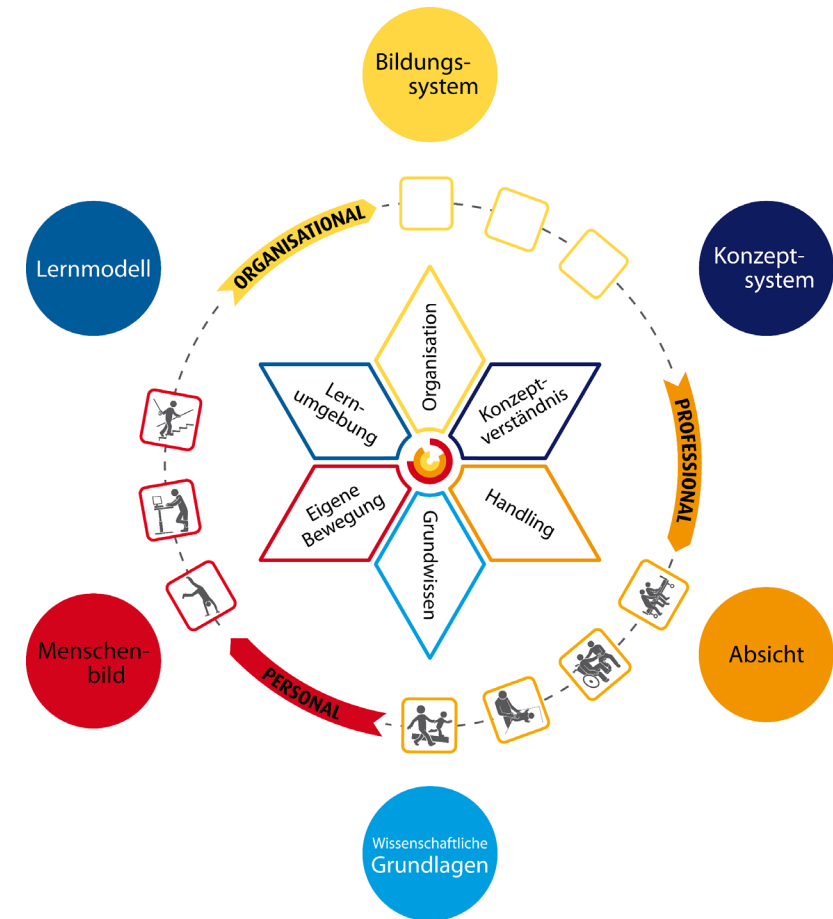 Bildungs-
system
Lernmodell
Konzept-
system
ORGANISATIONAL
PROFESSIONAL
PERSONAL
Organisation
Lern-
umgebung
Konzept-
verständnis
Eigene
Bewegung
Handling
Grundwissen
Menschen-
bild
Absicht
Wissenschaftliche
Grundlagen